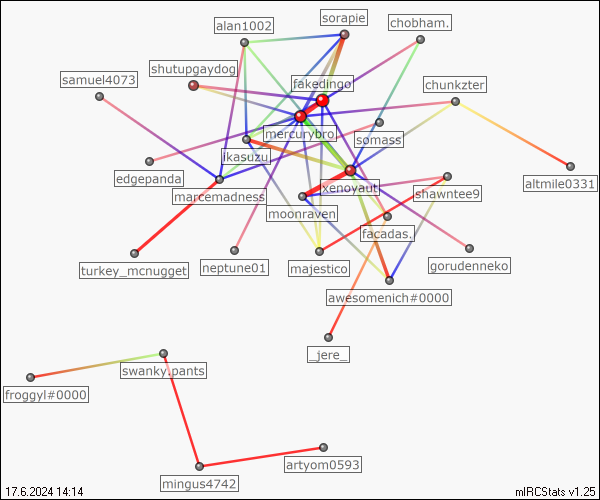 sorapie
alan1002
chobham.
shutupgaydog
fakedingo
samuel4073
chunkzter
mercurybro.
somass
ikasuzu.
edgepanda
altmile0331
xenoyaut.
marcemadness
shawntee9
moonraven
facadas.
turkey_mcnugget
neptune01
majestico
gorudenneko
awesomenich#0000
_jere_
swanky.pants
froggyl#0000
artyom0593
mingus4742
17.6.2024 14:14
mIRCStats v1.25